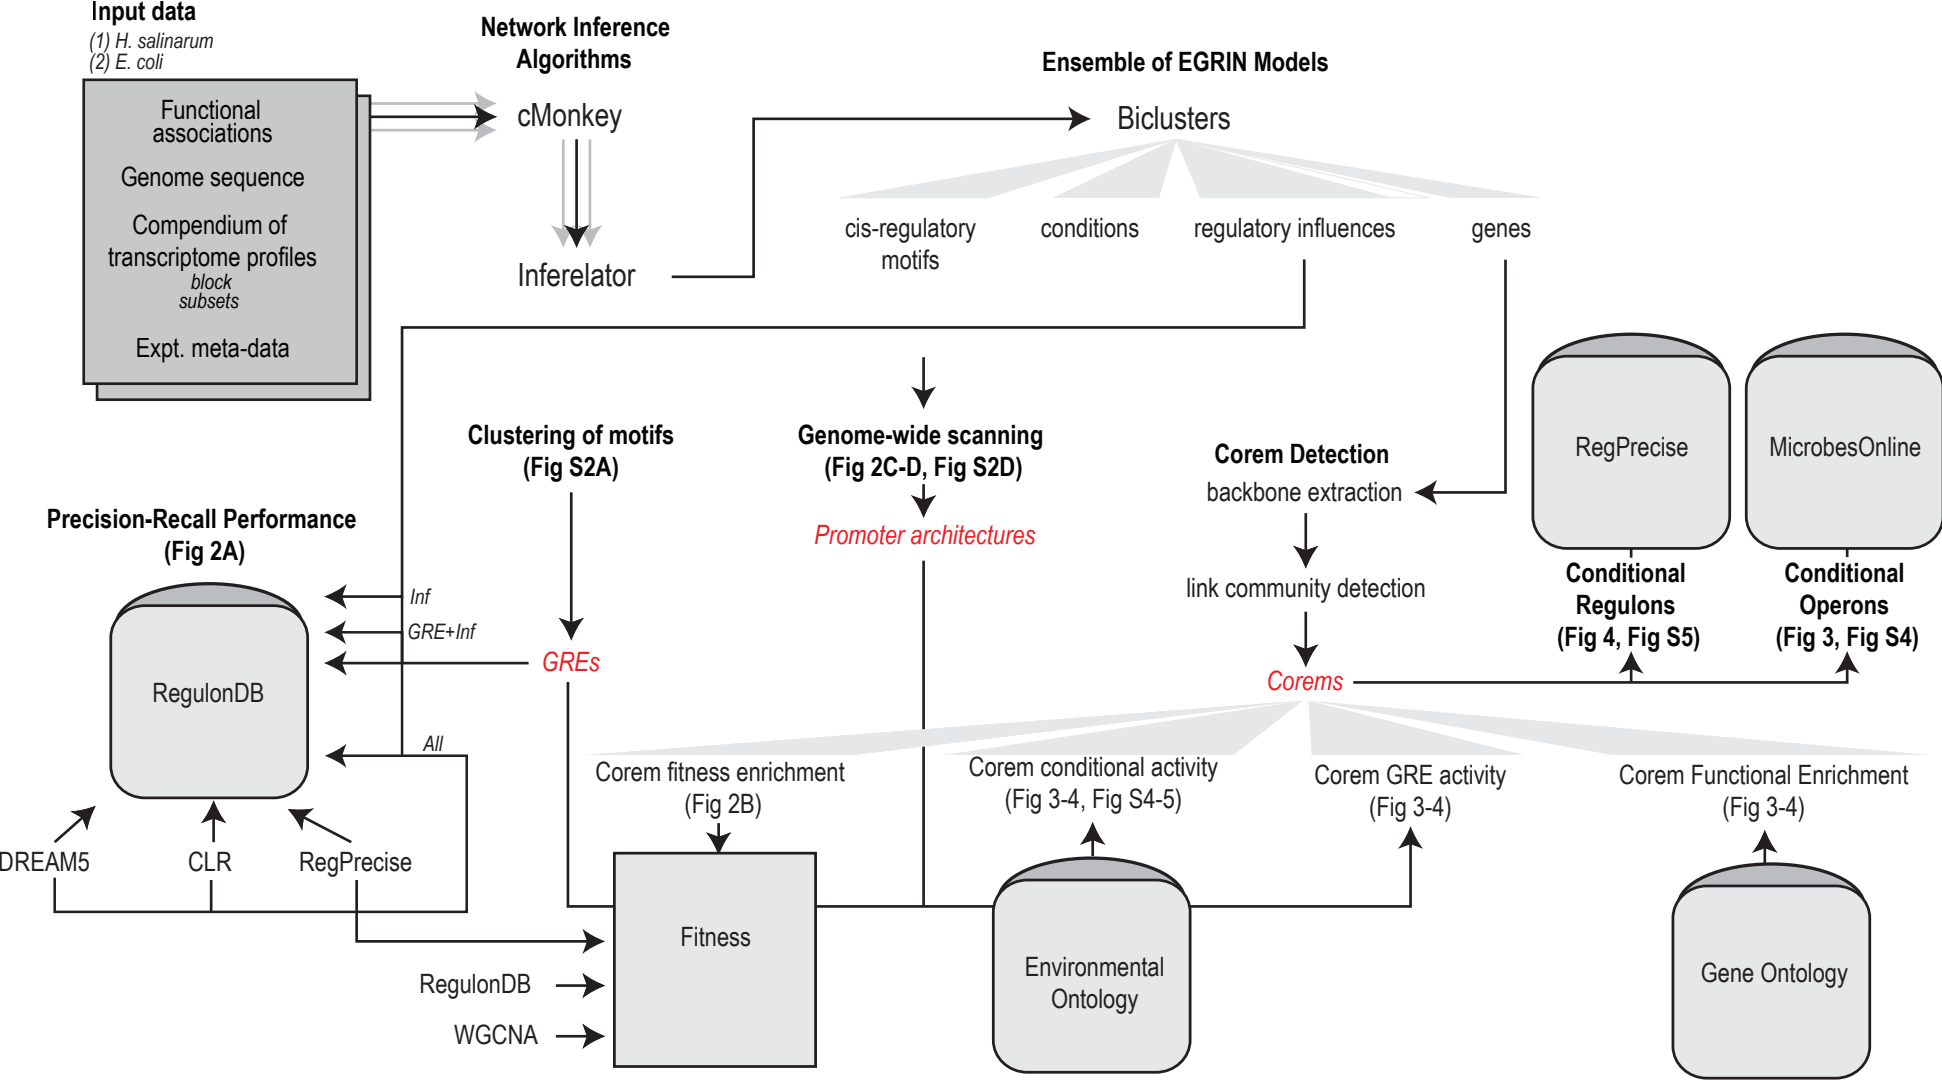 Input data
(1) H. salinarum
(2) E. coli
Functional
associations
Genome sequence
Compendium of
transcriptome profiles
block
subsets
Expt. meta-data
Network Inference
Algorithms
cMonkey
Inferelator
Ensemble of EGRIN Models
Biclusters
cis-regulatory
motifs
conditions
regulatory influences
genes
Clustering of motifs
(Fig S2A)
GREs
Genome-wide scanning
(Fig 2C-D, Fig S2D)
Promoter architectures
Corem Detection
backbone extraction
link community detection
Corems
RegPrecise
Conditional
Regulons
(Fig 4, Fig S5)
MicrobesOnline
Conditional
Operons
(Fig 3, Fig S4)
Precision-Recall Performance
(Fig 2A)
RegulonDB
Inf
GRE+Inf
All
DREAM5
CLR
RegPrecise
Corem fitness enrichment
(Fig 2B)
Fitness
RegulonDB
WGCNA
Corem conditional activity
(Fig 3-4, Fig S4-5)
Environmental
Ontology
Corem GRE activity
(Fig 3-4)
Corem Functional Enrichment
(Fig 3-4)
Gene Ontology